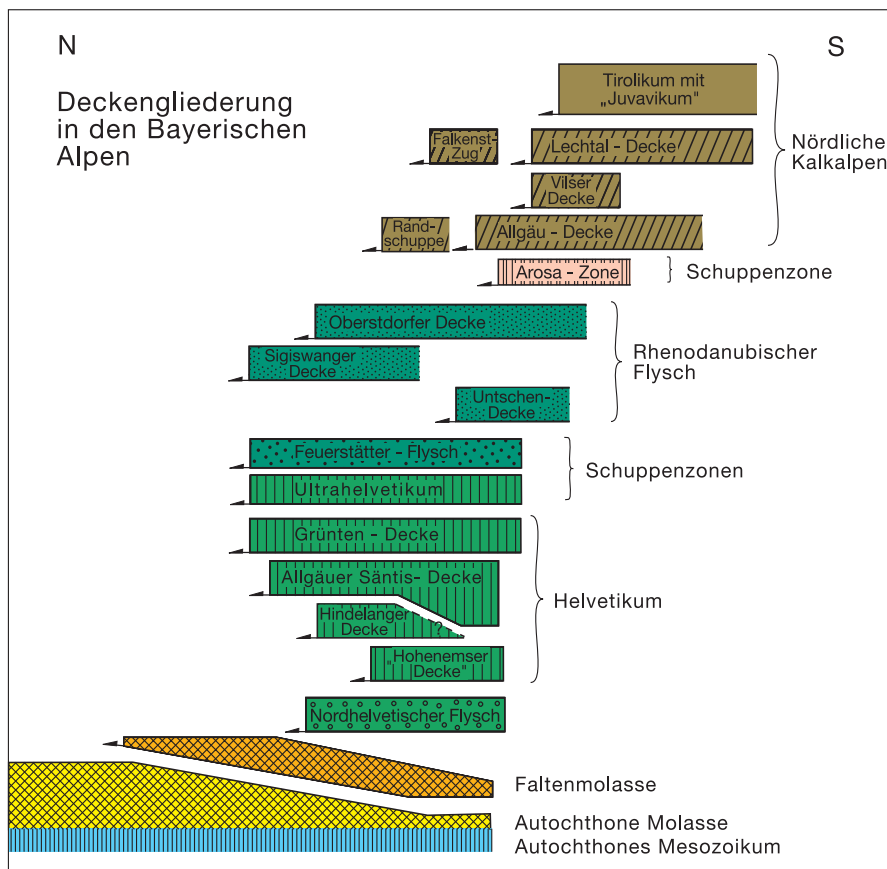 N
S
Deckengliederung
in den Bayerischen
Alpen
Tirolikum mit
„Juvavikum"
Falkenst-
Zug
Lechtal - Decke
Nördliche
Kalkalpen
Vilser
Decke
Rand-
schuppe
Allgäu - Decke
Arosa - Zone
Schuppenzone
Oberstdorfer Decke
Sigiswanger
Decke
Rhenodanubischer
Flysch
Untschen-
Decke
Feuerstätter - Flysch
Schuppenzonen
Ultrahelvetikum
Grünten - Decke
Allgäuer Säntis- Decke
Helvetikum
Hindelanger
Decke
?
„Hohenemser
Decke"
Nordhelvetischer Flysch
Faltenmolasse
Autochthone Molasse
Autochthones Mesozoikum